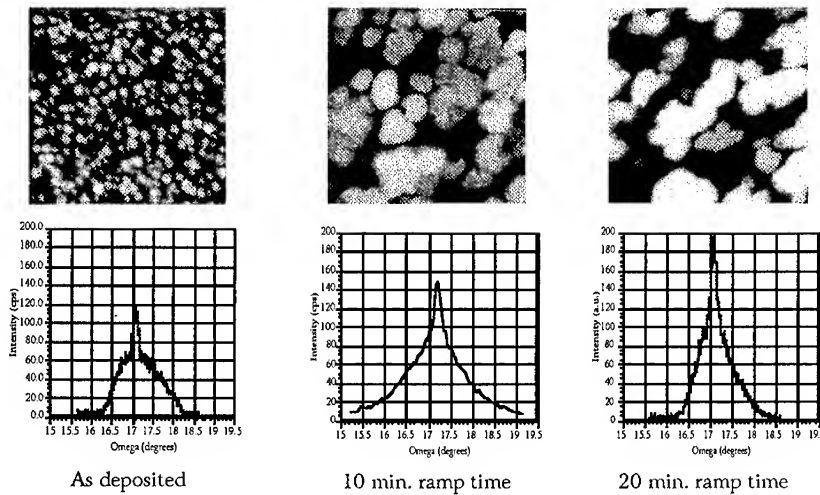 200.0
180.0
160.0
140.0
120.0
100.0
80.0
60.0
40.0
20.0
0.0
Intensity (cps)
15 15.5 16 16.5 17 17.5 18 18.5 19 19.5
Omega (degrees)
As deposited
200
180
160
140
120
100
80
60
40
20
0
Intensity (cps)
15 15.5 16 16.5 17 17.5 18 18.5 19 19.5
Omega (degrees)
10 min. ramp time
200
180
160
140
120
100
80
60
40
20
0
Intensity (a.u.)
15 15.5 16 16.5 17 17.5 18 18.5 19 19.5
Omega (degrees)
20 min. ramp time